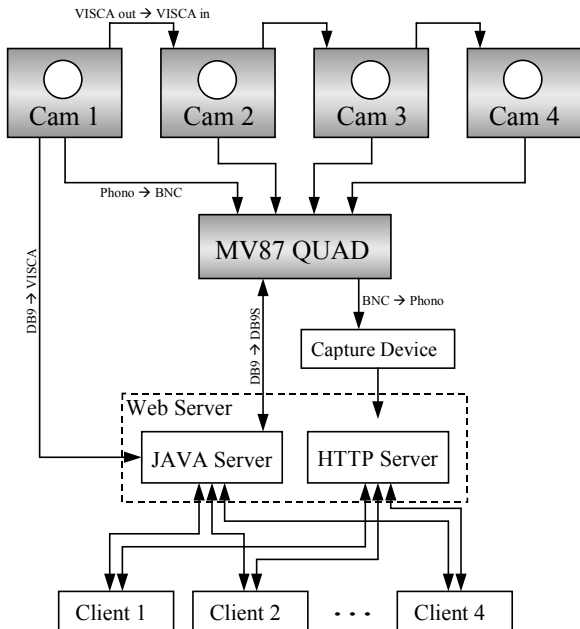 VISCA out → VISCA in
Cam 1
Cam 2
Cam 3
Cam 4
Phono → BNC
MV87 QUAD
DB9 → VISCA
DB9 → DB9S
BNC → Phono
Capture Device
Web Server
JAVA Server
HTTP Server
Client 1
Client 2
• • •
Client 4